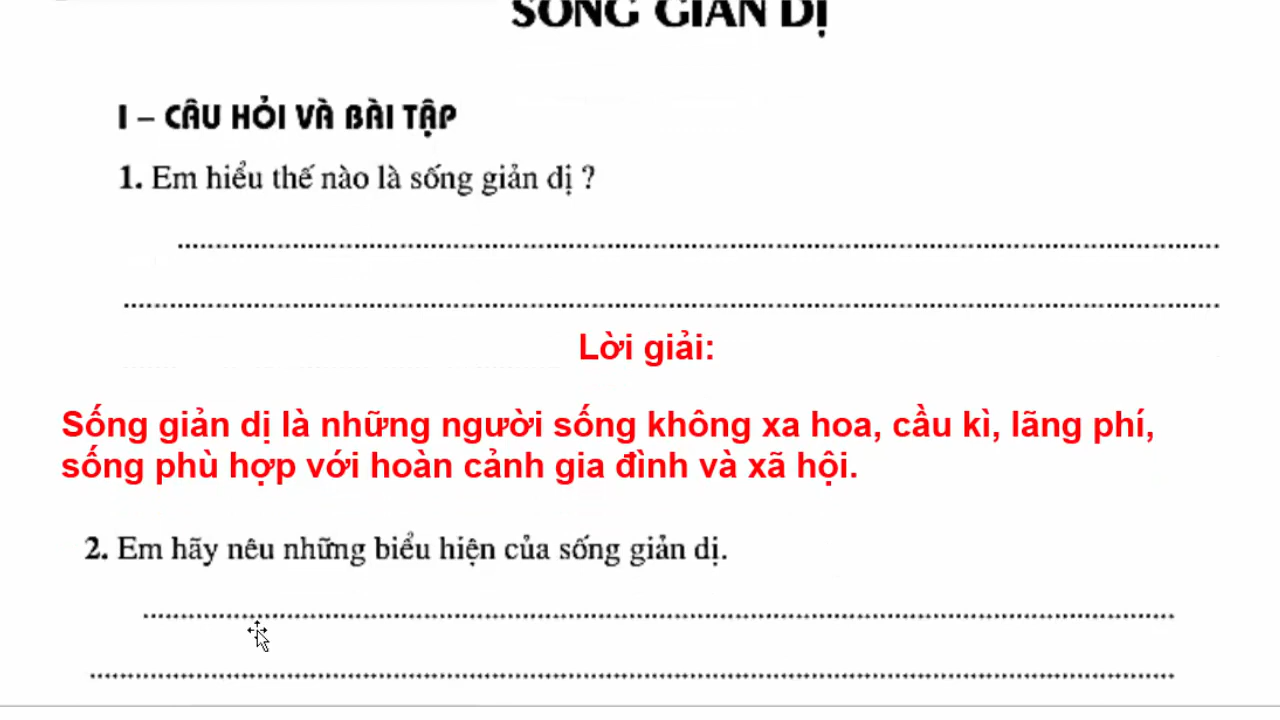 SỐNG GIẢN DỊ
I – CÂU HỎI VÀ BÀI TẬP
1. Em hiểu thế nào là sống giản dị ?
Lời giải:
Sống giản dị là những người sống không xa hoa, cầu kì, lãng phí,
sống phù hợp với hoàn cảnh gia đình và xã hội.
2. Em hãy nêu những biểu hiện của sống giản dị.